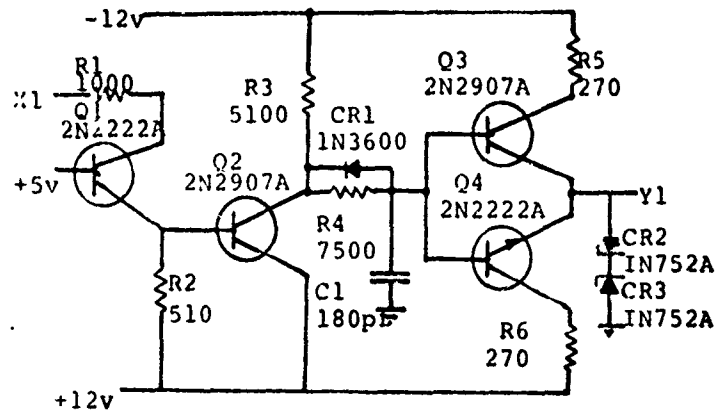 -12v
R1
1000
X1
Q1
2N2222A
+5v
R2
510
Q2
2N2907A
R3
5100
CR1
1N3600
R4
7500
C1
180pf
Q3
2N2907A
Q4
2N2222A
R5
270
R6
270
Y1
CR2
IN752A
CR3
IN752A
+12v